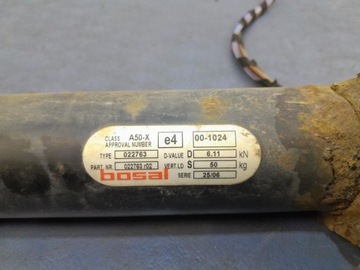 CLASS A50-X e4 00-1024
APPROVAL NUMBER
TYPE 022763 D-VALUE D 6.11 kN
PART NR. 022763 r02 VERT.LD S 50 kg
bosal SERIE 25/06